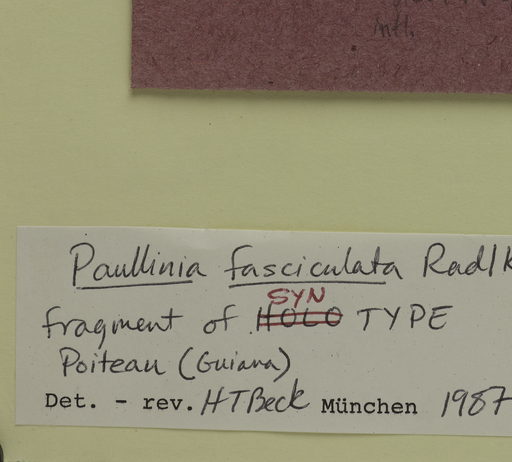 Paullinia fasciculata Radlk
SYN
fragment of HOLO TYPE
Poiteau (Guiana)
Det. - rev. HTBeck München 1987